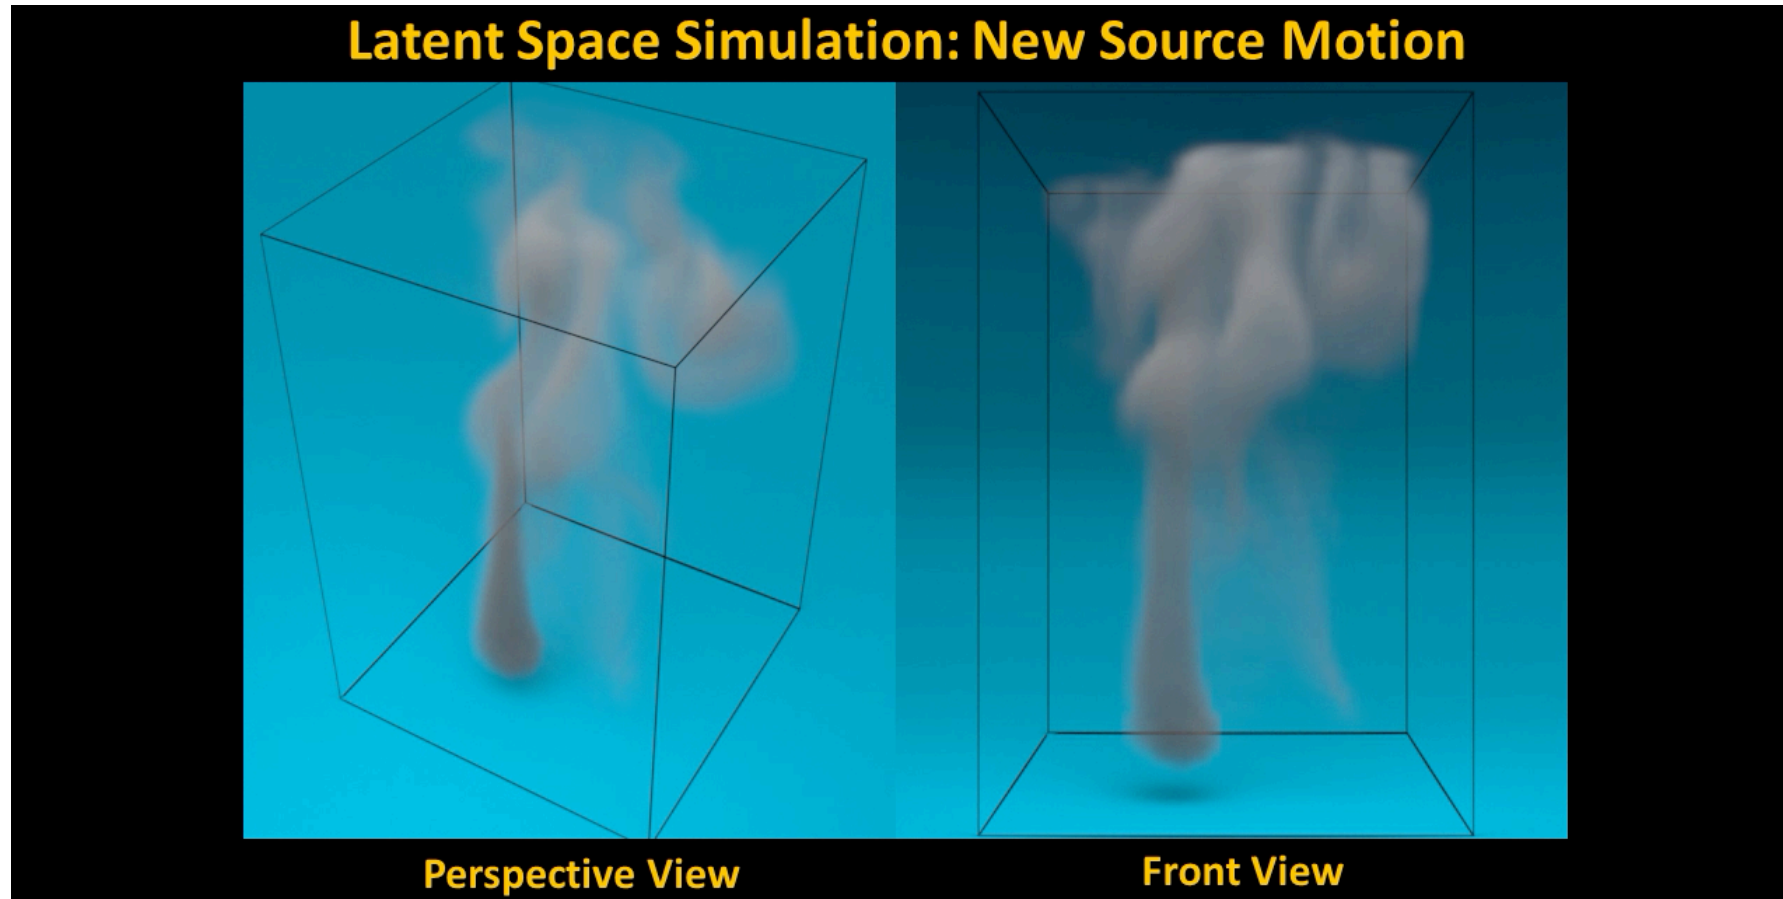 Latent Space Simulation: New Source Motion
Perspective View
Front View